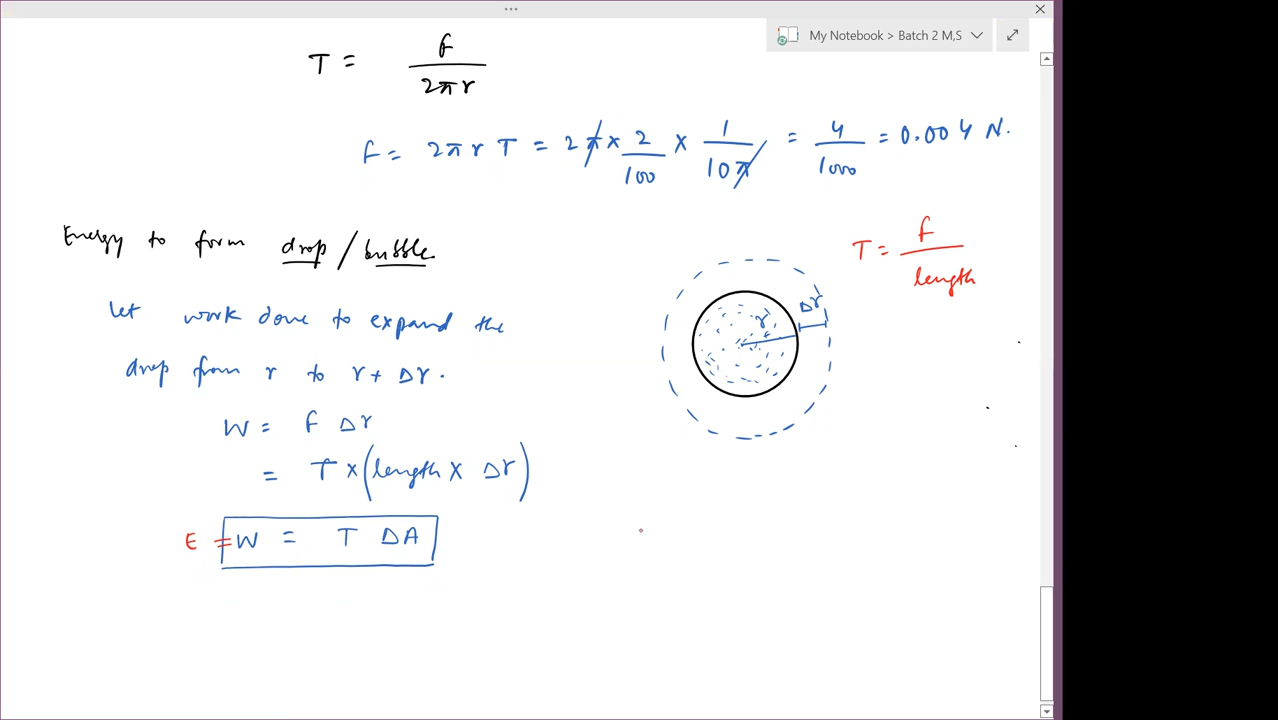 My Notebook > Batch 2 M,S
T = F / 2πr
F = 2πr T = 2π × 2/100 × 1/10π = 4/1000 = 0.004 N.
Energy to form drop / bubble
T = F / length
Let work done to expand the
drop from r to r + Δr.
r Δr
W = F Δr
= T × (length × Δr)
E = W = T ΔA